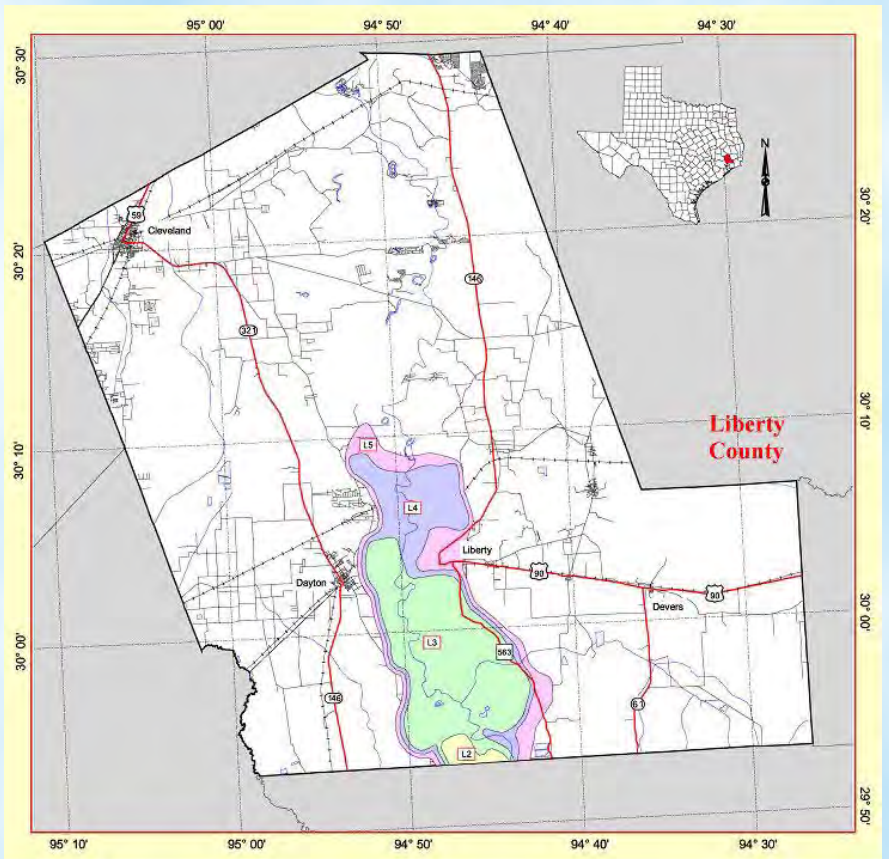 95° 00'
94° 50'
94° 40'
94° 30'
30° 30'
N
30° 20'
59
Cleveland
30° 20'
146
321
Liberty
County
30° 10'
L5
30° 10'
L4
Liberty
90
Dayton
90
Devers
30° 00'
L3
563
30° 00'
146
61
L2
29° 50'
95° 10'
95° 00'
94° 50'
94° 40'
94° 30'